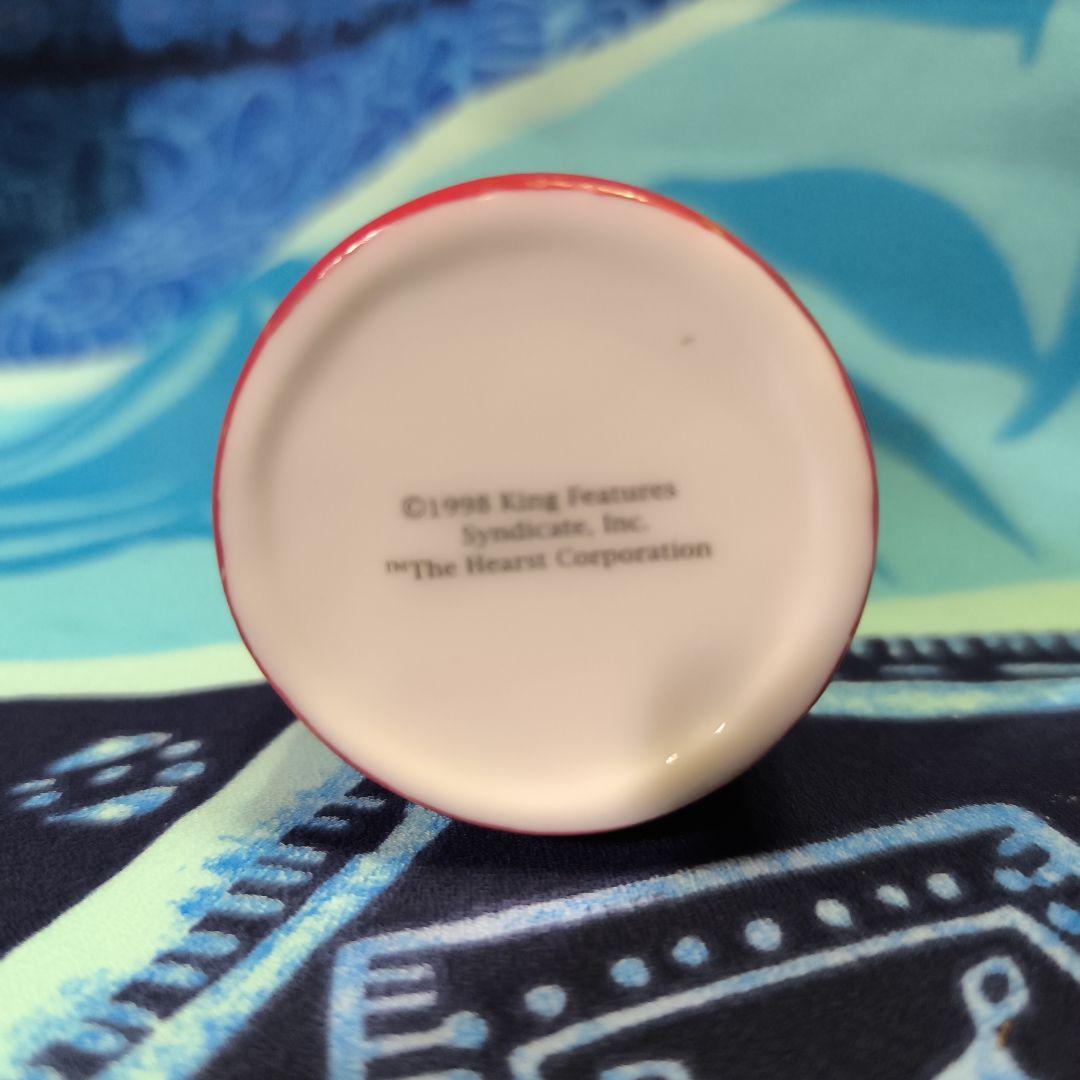 ©1998 King Features
Syndicate, Inc.
™The Hearst Corporation